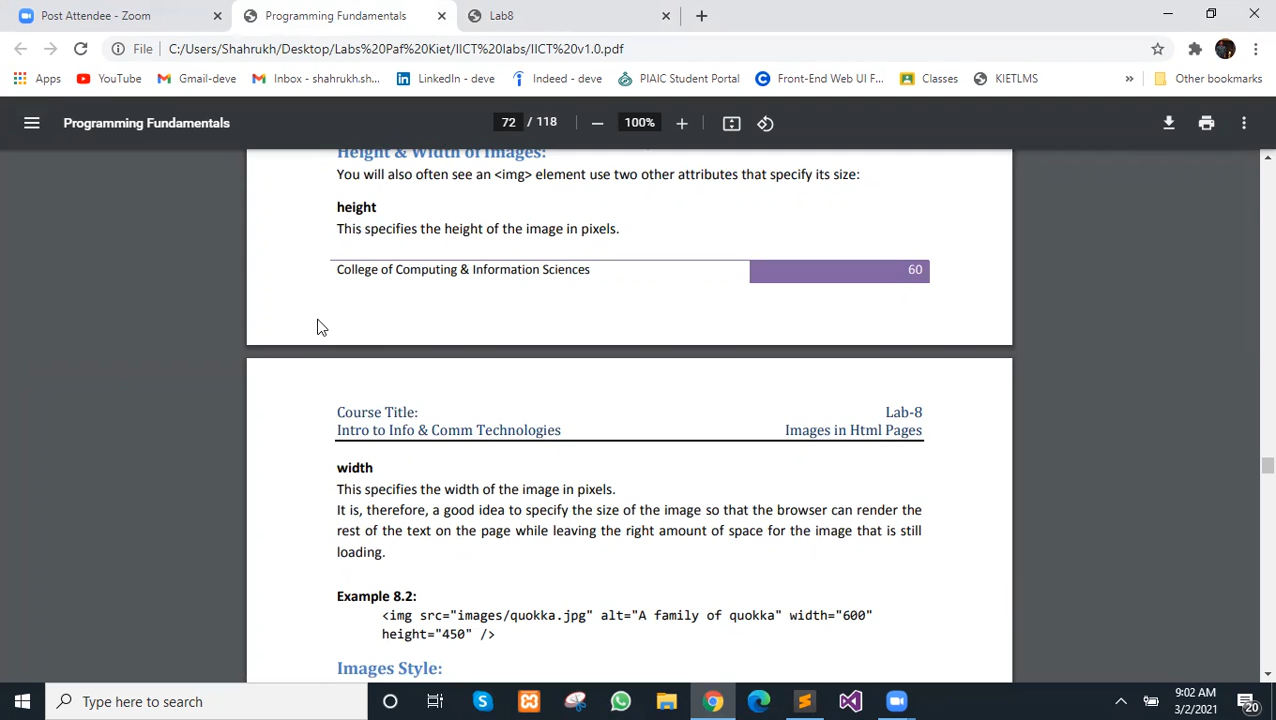 Post Attendee - Zoom
Programming Fundamentals
Lab8
File
C:/Users/Shahrukh/Desktop/Labs%20Paf%20Kiet/IICT%20labs/IICT%20v1.0.pdf
Apps
YouTube
Gmail-deve
Inbox - shahrukh.sh...
LinkedIn - deve
Indeed - deve
PIAIC Student Portal
Front-End Web UI F...
Classes
KIETLMS
»
Other bookmarks
Programming Fundamentals
72 / 118
100%
Height & Width of Images:
You will also often see an <img> element use two other attributes that specify its size:
height
This specifies the height of the image in pixels.
College of Computing & Information Sciences
60
Course Title:
Lab-8
Intro to Info & Comm Technologies
Images in Html Pages
width
This specifies the width of the image in pixels.
It is, therefore, a good idea to specify the size of the image so that the browser can render the
rest of the text on the page while leaving the right amount of space for the image that is still
loading.
Example 8.2:
<img src="images/quokka.jpg" alt="A family of quokka" width="600"
height="450" />
Images Style:
Type here to search
9:02 AM
3/2/2021
20